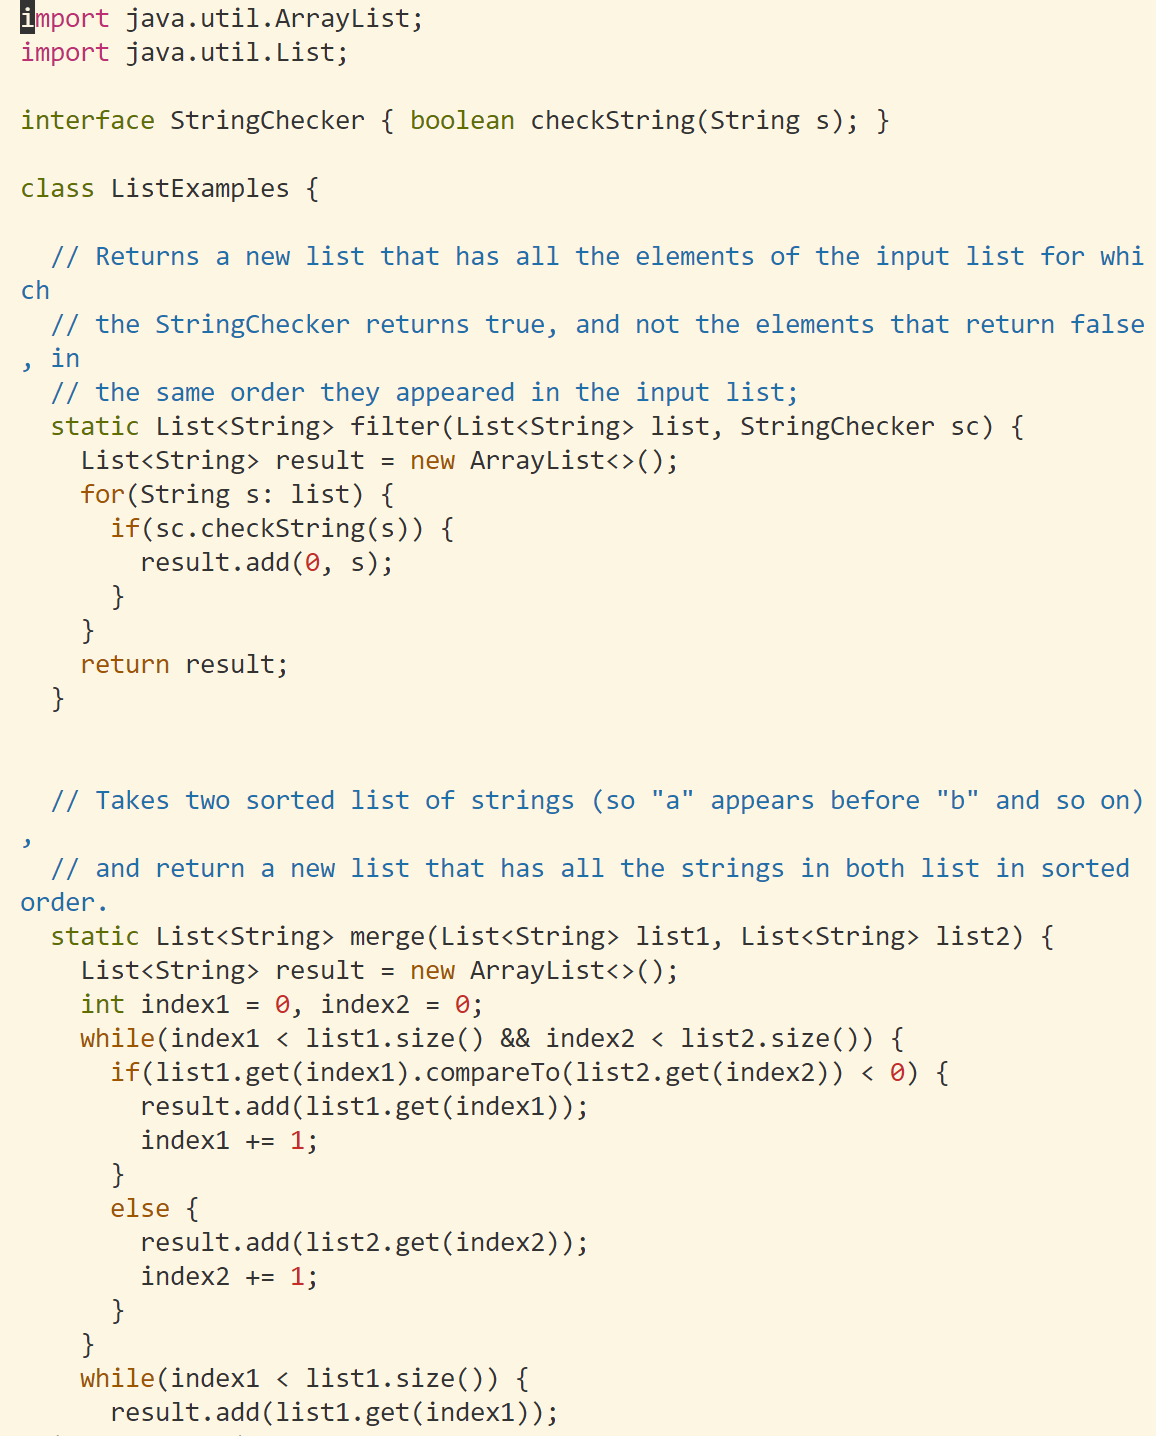 import java.util.ArrayList;
import java.util.List;

interface StringChecker { boolean checkString(String s); }

class ListExamples {

  // Returns a new list that has all the elements of the input list for whi
ch
  // the StringChecker returns true, and not the elements that return false
, in
  // the same order they appeared in the input list;
  static List<String> filter(List<String> list, StringChecker sc) {
    List<String> result = new ArrayList<>();
    for(String s: list) {
      if(sc.checkString(s)) {
        result.add(0, s);
      }
    }
    return result;
  }


  // Takes two sorted list of strings (so "a" appears before "b" and so on)
,
  // and return a new list that has all the strings in both list in sorted
order.
  static List<String> merge(List<String> list1, List<String> list2) {
    List<String> result = new ArrayList<>();
    int index1 = 0, index2 = 0;
    while(index1 < list1.size() && index2 < list2.size()) {
      if(list1.get(index1).compareTo(list2.get(index2)) < 0) {
        result.add(list1.get(index1));
        index1 += 1;
      }
      else {
        result.add(list2.get(index2));
        index2 += 1;
      }
    }
    while(index1 < list1.size()) {
      result.add(list1.get(index1));